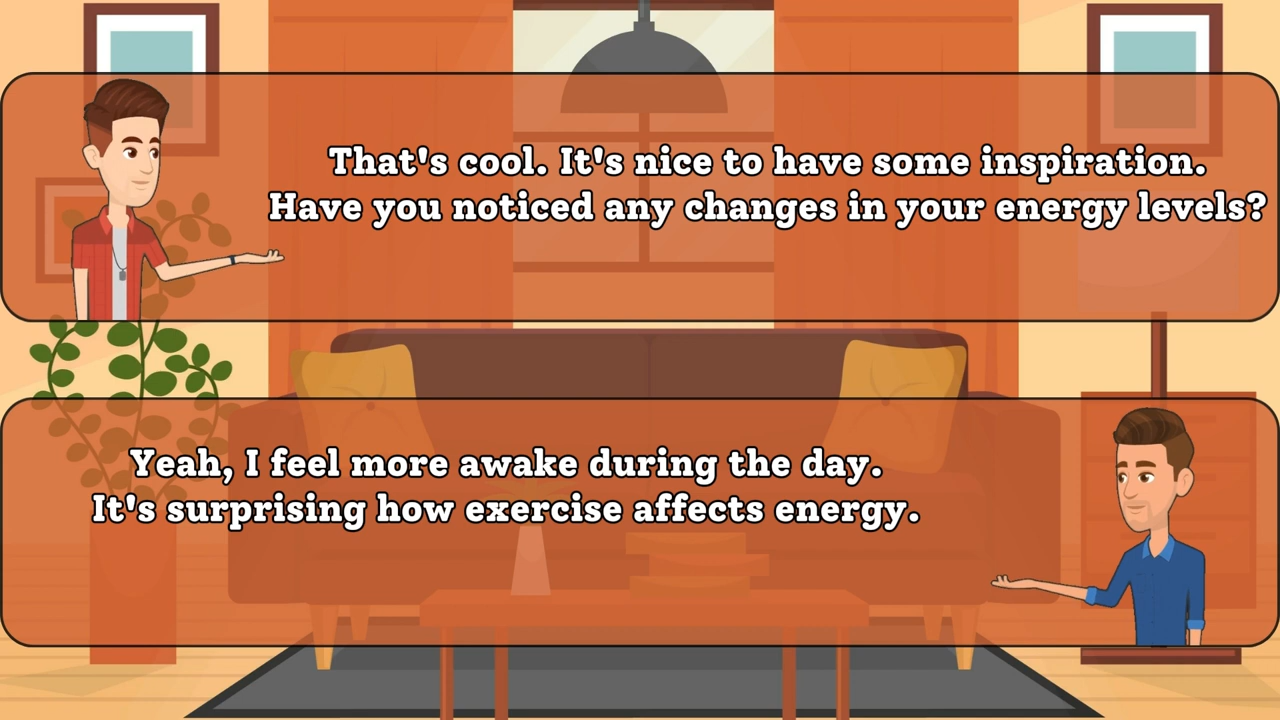 That's cool. It's nice to have some inspiration.
Have you noticed any changes in your energy levels?
Yeah, I feel more awake during the day.
It's surprising how exercise affects energy.